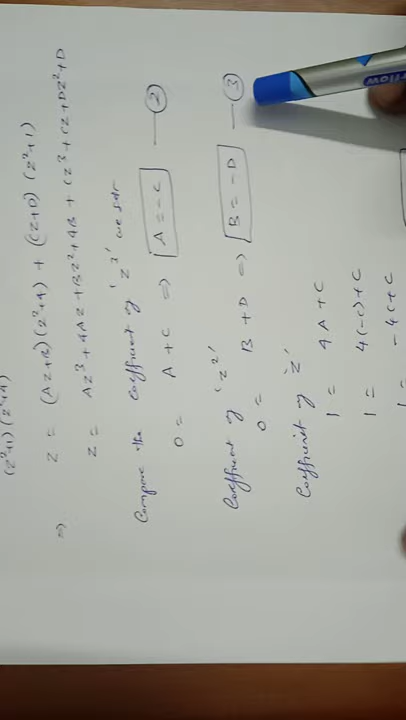 (z²+1) (z²+4)
⇒ z = (Az+B) (z²+4) + (Cz+D) (z²+1)
z = Az³ + 4Az + Bz² + 4B + Cz³ + Cz + Dz² + D
Compare the coefficient of 'z³' we get
0 = A + C ⇒ A = -C — ②
Coefficient of 'z²'
0 = B + D ⇒ B = -D — ③
Coefficient of 'z'
1 = 4A + C
1 = 4(-C) + C
1 = -4C + C
flow